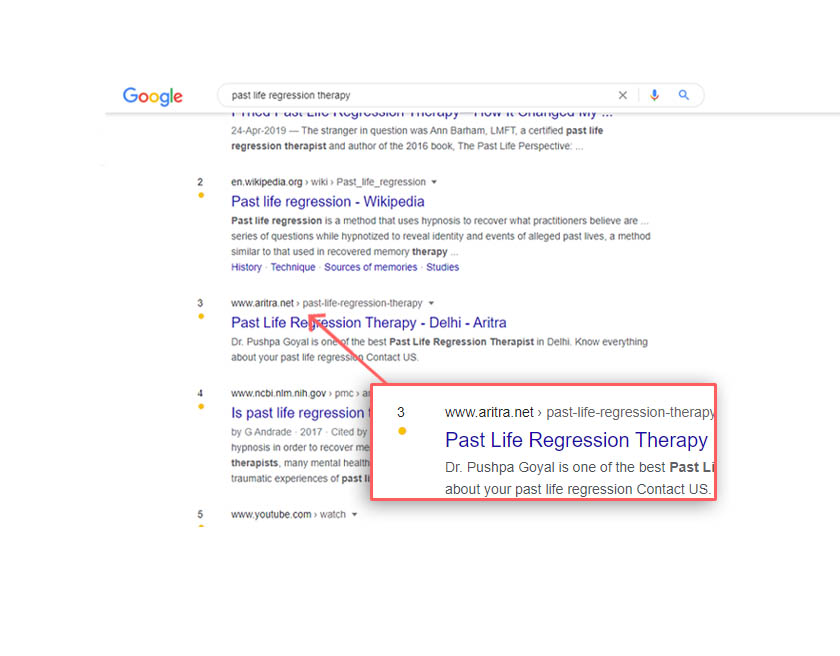 Google
past life regression therapy
I Tried Past Life Regression Therapy—How It Changed My ...
24-Apr-2019 — The stranger in question was Ann Barham, LMFT, a certified past life
regression therapist and author of the 2016 book, The Past Life Perspective: ...
2
en.wikipedia.org › wiki › Past_life_regression
Past life regression - Wikipedia
Past life regression is a method that uses hypnosis to recover what practitioners believe are ...
series of questions while hypnotized to reveal identity and events of alleged past lives, a method
similar to that used in recovered memory therapy ...
History · Technique · Sources of memories · Studies
3
www.aritra.net › past-life-regression-therapy
Past Life Regression Therapy - Delhi - Aritra
Dr. Pushpa Goyal is one of the best Past Life Regression Therapist in Delhi. Know everything
about your past life regression Contact US.
4
www.ncbi.nlm.nih.gov › pmc › ar
Is past life regression t
by G Andrade · 2017 · Cited by
hypnosis in order to recover me
therapists, many mental health
traumatic experiences of past li
3
www.aritra.net › past-life-regression-therapy
Past Life Regression Therapy
Dr. Pushpa Goyal is one of the best Past Li
about your past life regression Contact US.
5
www.youtube.com › watch